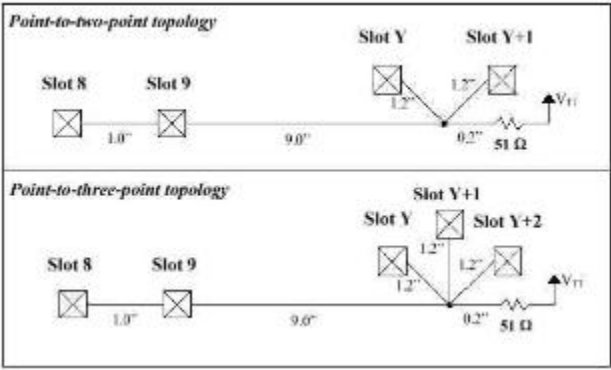 Point-to-two-point topology
Slot Y Slot Y+1
Slot 8 Slot 9
1.2" 1.2"
V_TT
1.0" 9.0" 0.2" 51 Ω
Point-to-three-point topology
Slot Y+1
Slot Y Slot Y+2
Slot 8 Slot 9
1.2" 1.2" 1.2"
V_TT
1.0" 9.0" 0.2" 51 Ω